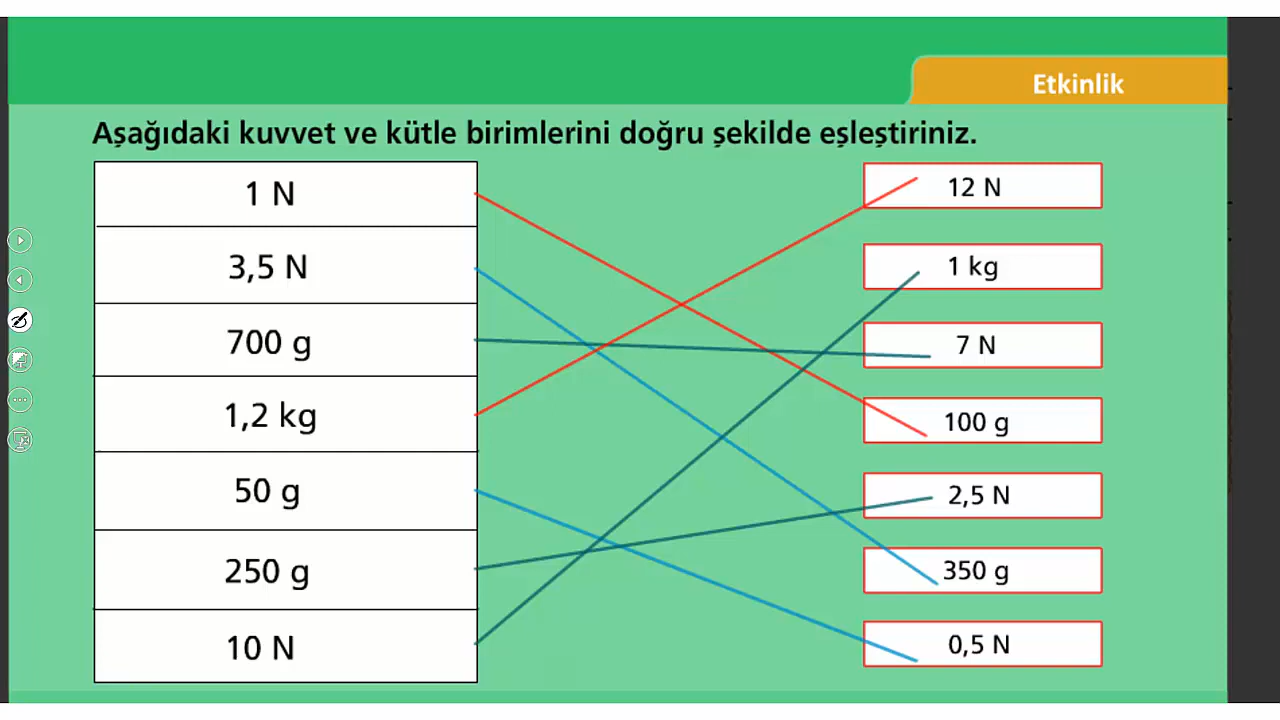 Etkinlik
Aşağıdaki kuvvet ve kütle birimlerini doğru şekilde eşleştiriniz.
1 N
12 N
3,5 N
1 kg
700 g
7 N
1,2 kg
100 g
50 g
2,5 N
250 g
350 g
10 N
0,5 N